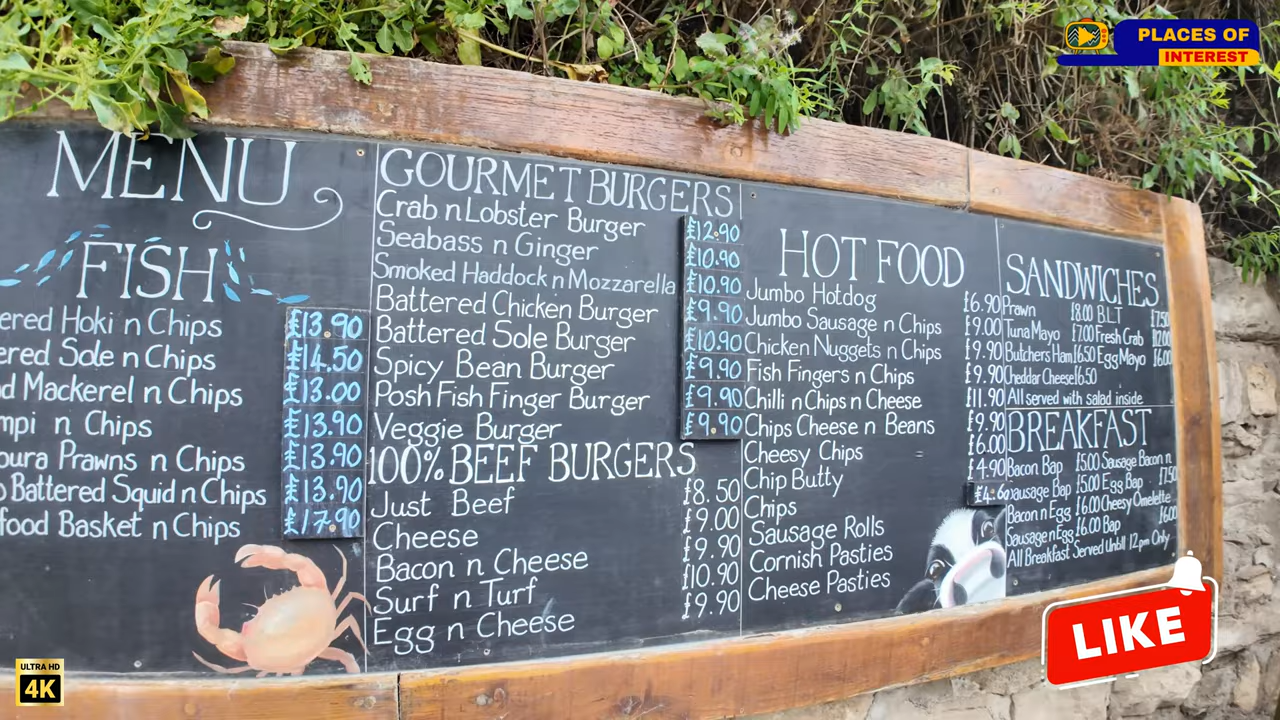 PLACES OF
INTEREST
MENU
FISH
ered Hoki n Chips £13.90
ered Sole n Chips £14.50
d Mackerel n Chips £13.00
mpi n Chips £13.90
oura Prawns n Chips £13.90
o Battered Squid n Chips £13.90
food Basket n Chips £17.90
GOURMET BURGERS
Crab n Lobster Burger £12.90
Seabass n Ginger £10.90
Smoked Haddock n Mozzarella £10.90
Battered Chicken Burger £9.90
Battered Sole Burger £10.90
Spicy Bean Burger £9.90
Posh Fish Finger Burger £9.90
Veggie Burger £9.90
100% BEEF BURGERS
Just Beef £8.50
Cheese £9.00
Bacon n Cheese £9.90
Surf n Turf £10.90
Egg n Cheese £9.90
HOT FOOD
Jumbo Hotdog £6.90
Jumbo Sausage n Chips £9.00
Chicken Nuggets n Chips £9.90
Fish Fingers n Chips £9.90
Chilli n Chips n Cheese £11.90
Chips Cheese n Beans £9.90
Cheesy Chips £6.00
Chip Butty £4.90
Chips £4.60
Sausage Rolls
Cornish Pasties
Cheese Pasties
SANDWICHES
Prawn £8.00 BLT £7.50
Tuna Mayo £7.00 Fresh Crab £12.00
Butchers Ham £6.50 Egg Mayo £6.00
Cheddar Cheese £6.50
All served with salad inside
BREAKFAST
Bacon Bap £5.00 Sausage Bacon n
Sausage Bap £5.00 Egg Bap £7.50
Bacon n Egg £6.00 Cheesy Omelette
Sausage n Egg £6.00 Bap £6.00
All Breakfast Served Until 12pm Only
ULTRA HD
4K
LIKE